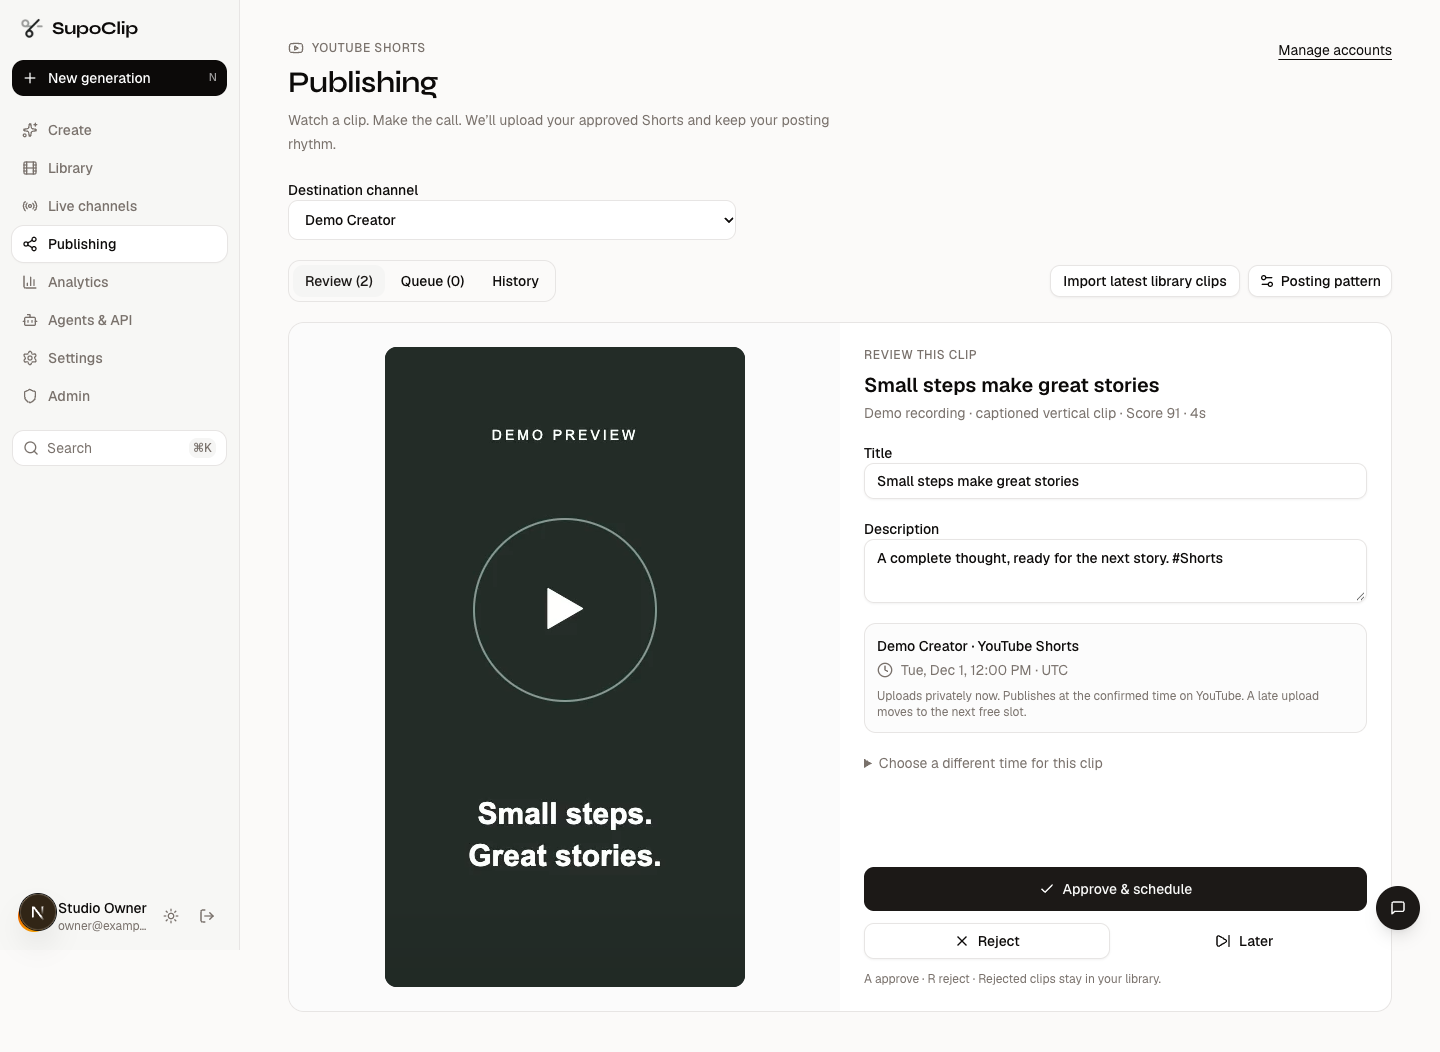 SupoClip
New generation N
Create
Library
Live channels
Publishing
Analytics
Agents & API
Settings
Admin
Search ⌘K
N
Studio Owner
owner@examp...
YOUTUBE SHORTS
Manage accounts
Publishing
Watch a clip. Make the call. We’ll upload your approved Shorts and keep your posting
rhythm.
Destination channel
Demo Creator
Review (2) Queue (0) History
Import latest library clips Posting pattern
DEMO PREVIEW
Small steps.
Great stories.
REVIEW THIS CLIP
Small steps make great stories
Demo recording · captioned vertical clip · Score 91 · 4s
Title
Small steps make great stories
Description
A complete thought, ready for the next story. #Shorts
Demo Creator · YouTube Shorts
Tue, Dec 1, 12:00 PM · UTC
Uploads privately now. Publishes at the confirmed time on YouTube. A late upload
moves to the next free slot.
Choose a different time for this clip
Approve & schedule
Reject Later
A approve · R reject · Rejected clips stay in your library.